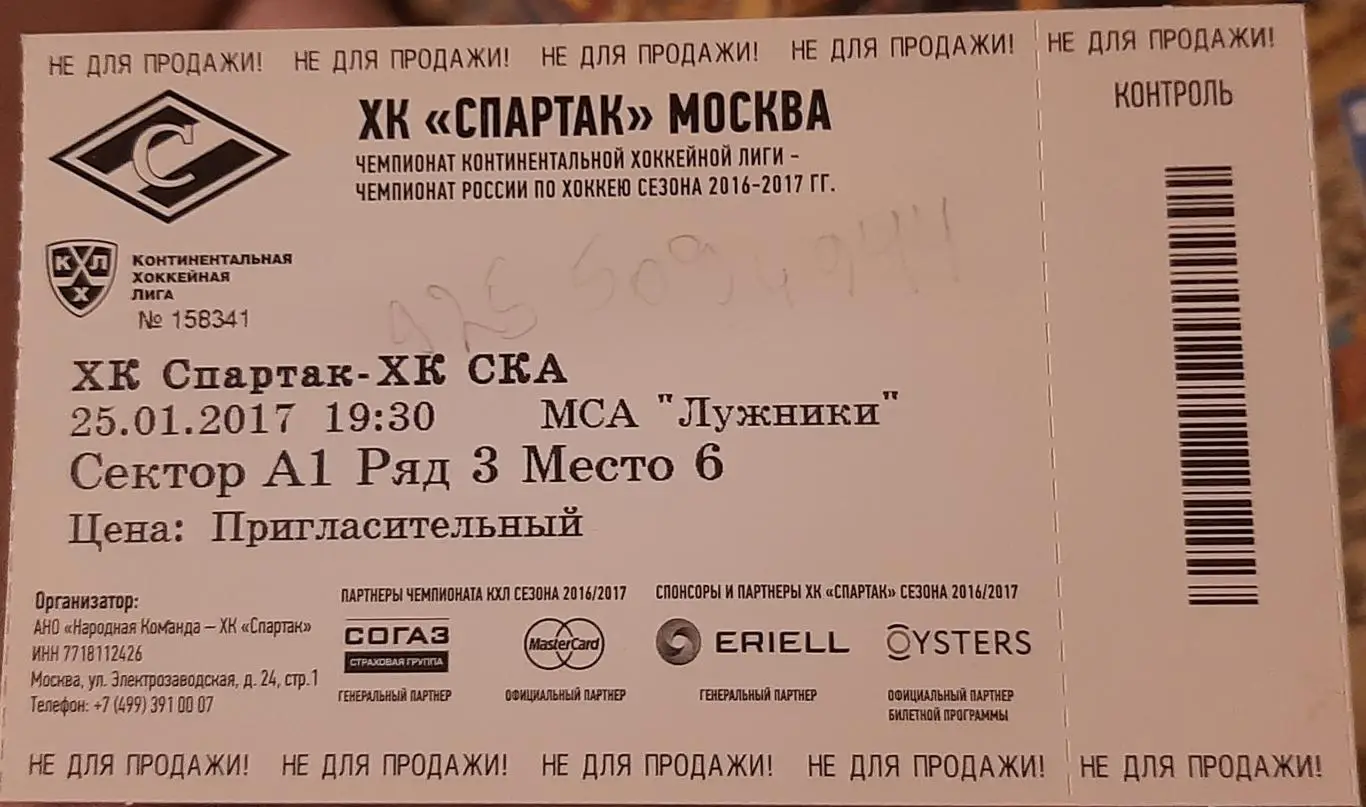 НЕ ДЛЯ ПРОДАЖИ! НЕ ДЛЯ ПРОДАЖИ! НЕ ДЛЯ ПРОДАЖИ! НЕ ДЛЯ ПРОДАЖИ! НЕ ДЛЯ ПРОДАЖИ!
КОНТРОЛЬ
С
ХК «СПАРТАК» МОСКВА
ЧЕМПИОНАТ КОНТИНЕНТАЛЬНОЙ ХОККЕЙНОЙ ЛИГИ -
ЧЕМПИОНАТ РОССИИ ПО ХОККЕЮ СЕЗОНА 2016-2017 ГГ.
КХЛ
Х
КОНТИНЕНТАЛЬНАЯ
ХОККЕЙНАЯ
ЛИГА
№ 158341
ХК Спартак-ХК СКА
25.01.2017 19:30 МСА "Лужники"
Сектор А1 Ряд 3 Место 6
Цена: Пригласительный
Организатор:
АНО «Народная Команда – ХК «Спартак»
ИНН 7718112426
Москва, ул. Электрозаводская, д. 24, стр.1
Телефон: +7 (499) 391 00 07
ПАРТНЕРЫ ЧЕМПИОНАТА КХЛ СЕЗОНА 2016/2017
СОГАЗ
СТРАХОВАЯ ГРУППА
ГЕНЕРАЛЬНЫЙ ПАРТНЕР
MasterCard
ОФИЦИАЛЬНЫЙ ПАРТНЕР
СПОНСОРЫ И ПАРТНЕРЫ ХК «СПАРТАК» СЕЗОНА 2016/2017
ERIELL
ГЕНЕРАЛЬНЫЙ ПАРТНЕР
OYSTERS
ОФИЦИАЛЬНЫЙ ПАРТНЕР
БИЛЕТНОЙ ПРОГРАММЫ
НЕ ДЛЯ ПРОДАЖИ! НЕ ДЛЯ ПРОДАЖИ! НЕ ДЛЯ ПРОДАЖИ! НЕ ДЛЯ ПРОДАЖИ! НЕ ДЛЯ ПРОДАЖИ!